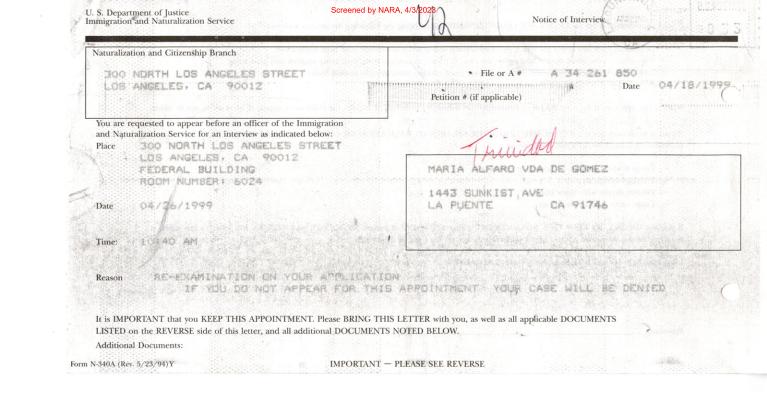 U. S. Department of Justice
Immigration and Naturalization Service
Screened by NARA, 4/3/2023
Notice of Interview
Naturalization and Citizenship Branch
300 NORTH LOS ANGELES STREET
LOS ANGELES, CA 90012
File or A # A 34 261 850
Date 04/18/1999
Petition # (if applicable)
You are requested to appear before an officer of the Immigration
and Naturalization Service for an interview as indicated below:
Place 300 NORTH LOS ANGELES STREET
LOS ANGELES, CA 90012
FEDERAL BUILDING
ROOM NUMBER: 6024
Trinidad
MARIA ALFARO VDA DE GOMEZ
1443 SUNKIST AVE
LA PUENTE CA 91746
Date 04/26/1999
Time: 10:40 AM
Reason RE-EXAMINATION ON YOUR APPLICATION
IF YOU DO NOT APPEAR FOR THIS APPOINTMENT YOUR CASE WILL BE DENIED
It is IMPORTANT that you KEEP THIS APPOINTMENT. Please BRING THIS LETTER with you, as well as all applicable DOCUMENTS
LISTED on the REVERSE side of this letter, and all additional DOCUMENTS NOTED BELOW.
Additional Documents:
Form N-340A (Rev. 5/23/94)Y
IMPORTANT — PLEASE SEE REVERSE